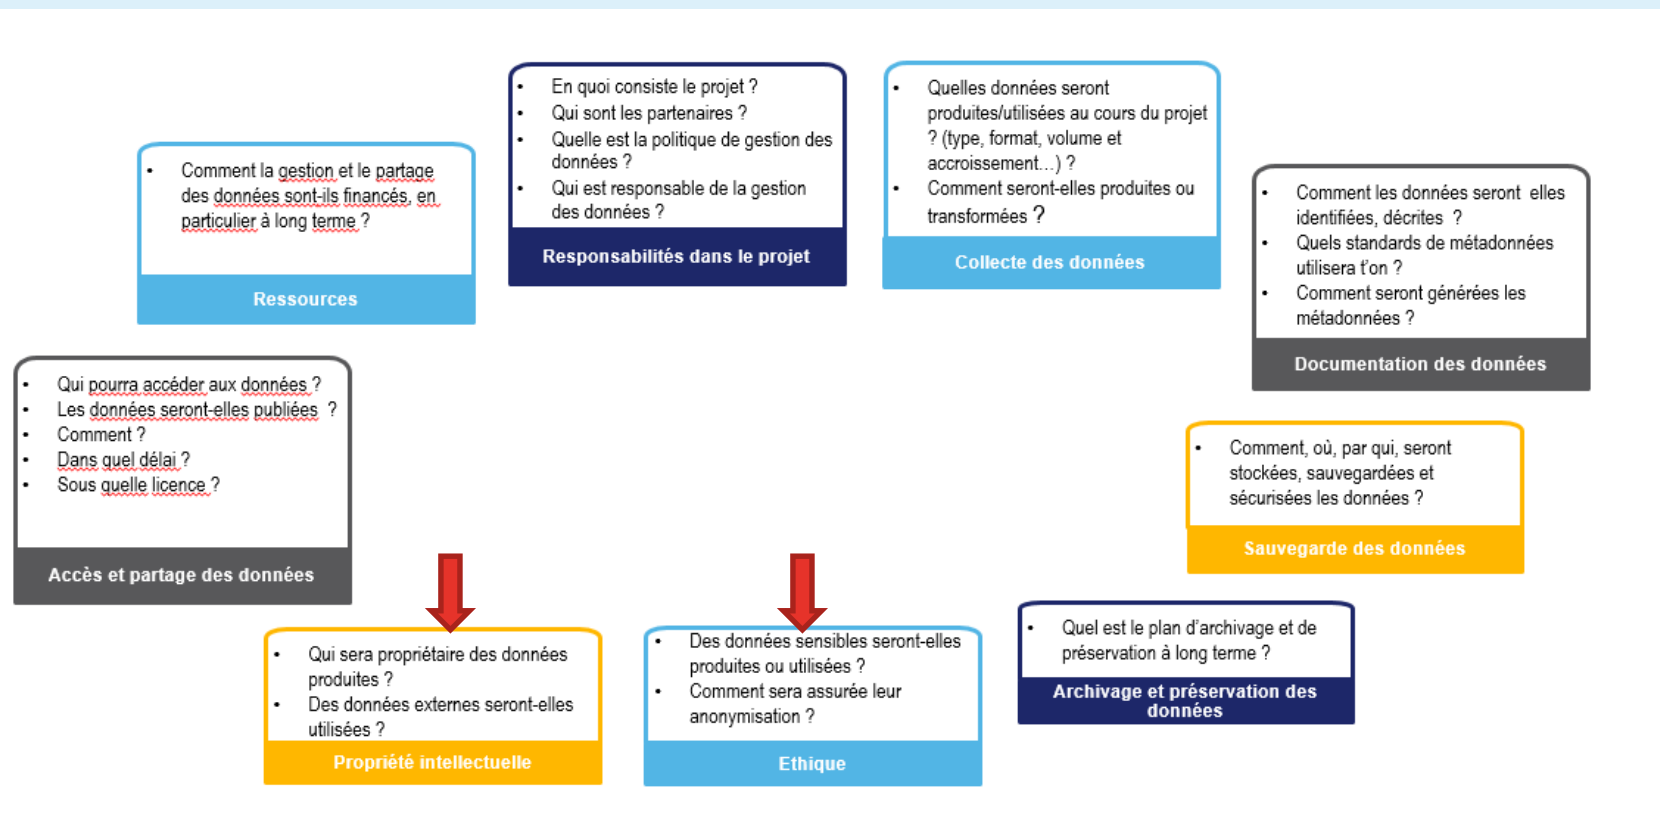 En quoi consiste le projet ?
Qui sont les partenaires ?
Quelle est la politique de gestion des
données ?
Qui est responsable de la gestion
des données ?
Responsabilités dans le projet
Quelles données seront
produites/utilisées au cours du projet
? (type, format, volume et
accroissement...) ?
Comment seront-elles produites ou
transformées ?
Collecte des données
Comment les données seront elles
identifiées, décrites ?
Quels standards de métadonnées
utilisera t'on ?
Comment seront générées les
métadonnées ?
Documentation des données
Comment, où, par qui, seront
stockées, sauvegardées et
sécurisées les données ?
Sauvegarde des données
Quel est le plan d'archivage et de
préservation à long terme ?
Archivage et préservation des
données
Des données sensibles seront-elles
produites ou utilisées ?
Comment sera assurée leur
anonymisation ?
Ethique
Qui sera propriétaire des données
produites ?
Des données externes seront-elles
utilisées ?
Propriété intellectuelle
Qui pourra accéder aux données ?
Les données seront-elles publiées ?
Comment ?
Dans quel délai ?
Sous quelle licence ?
Accès et partage des données
Comment la gestion et le partage
des données sont-ils financés, en
particulier à long terme ?
Ressources